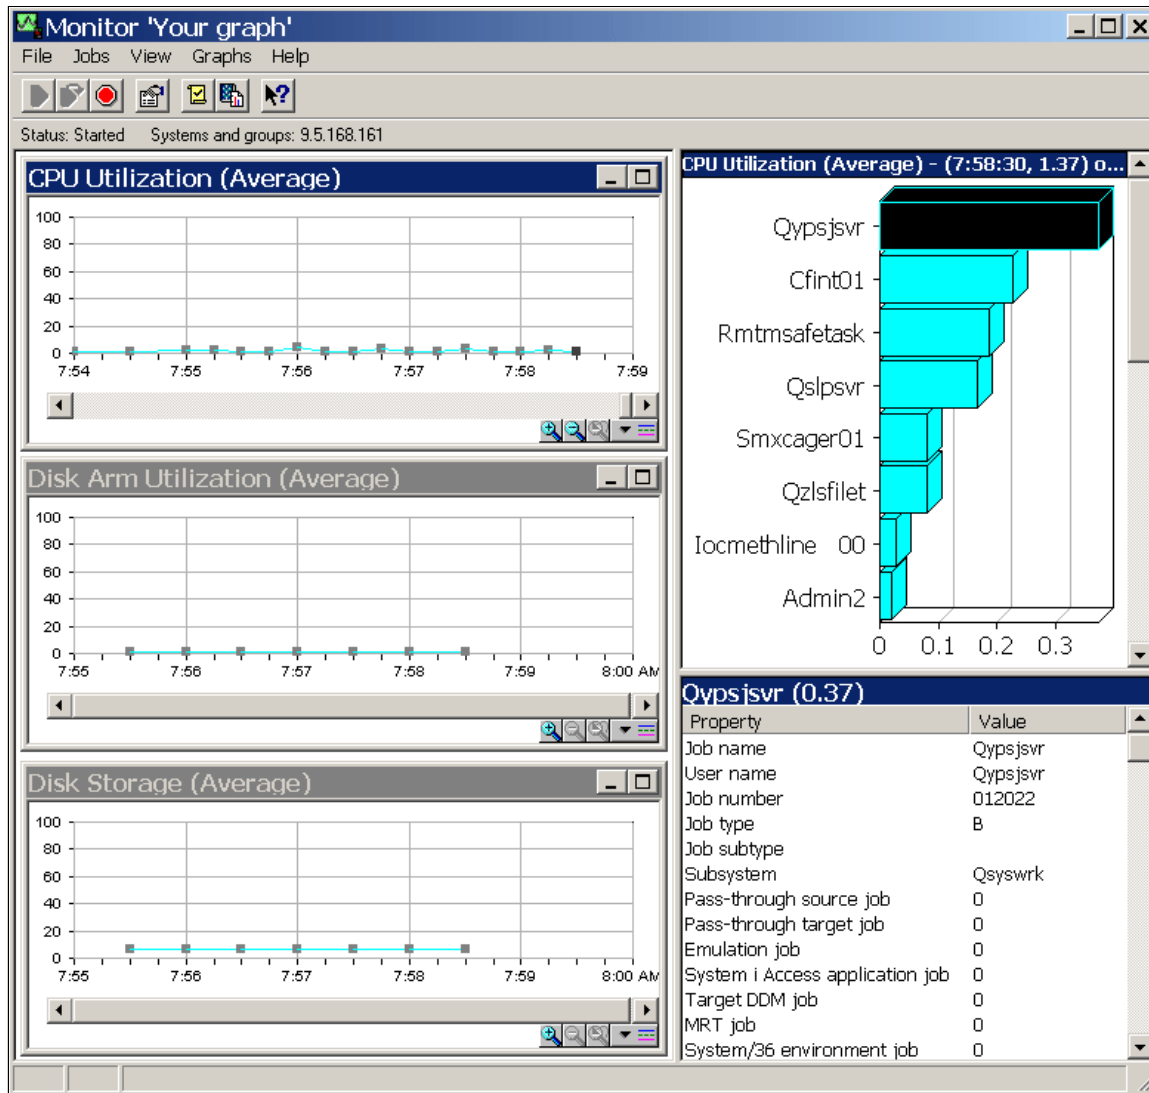 Monitor 'Your graph'
File Jobs View Graphs Help
Status: Started Systems and groups: 9.5.168.161
CPU Utilization (Average)
100
80
60
40
20
0
7:54 7:55 7:56 7:57 7:58 7:59
Disk Arm Utilization (Average)
100
80
60
40
20
0
7:55 7:56 7:57 7:58 7:59 8:00 AM
Disk Storage (Average)
100
80
60
40
20
0
7:55 7:56 7:57 7:58 7:59 8:00 AM
CPU Utilization (Average) - (7:58:30, 1.37) o...
Qypsjsvr
Cfint01
Rmtmsafetask
Qslpsvr
Smxcager01
Qzlsfilet
Iocmethline 00
Admin2
0 0.1 0.2 0.3
Qypsjsvr (0.37)
Property Value
Job name Qypsjsvr
User name Qypsjsvr
Job number 012022
Job type B
Job subtype
Subsystem Qsyswrk
Pass-through source job 0
Pass-through target job 0
Emulation job 0
System i Access application job 0
Target DDM job 0
MRT job 0
System/36 environment job 0